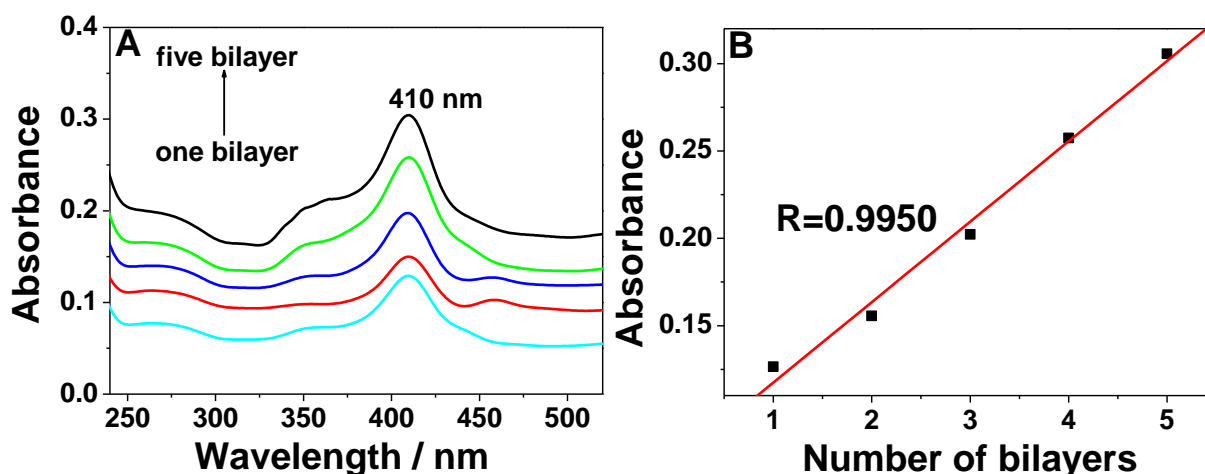 A
five bilayer
one bilayer
410 nm
Absorbance
0.4
0.3
0.2
0.1
0.0
250 300 350 400 450 500
Wavelength / nm
B
R=0.9950
Absorbance
0.30
0.25
0.20
0.15
1 2 3 4 5
Number of bilayers